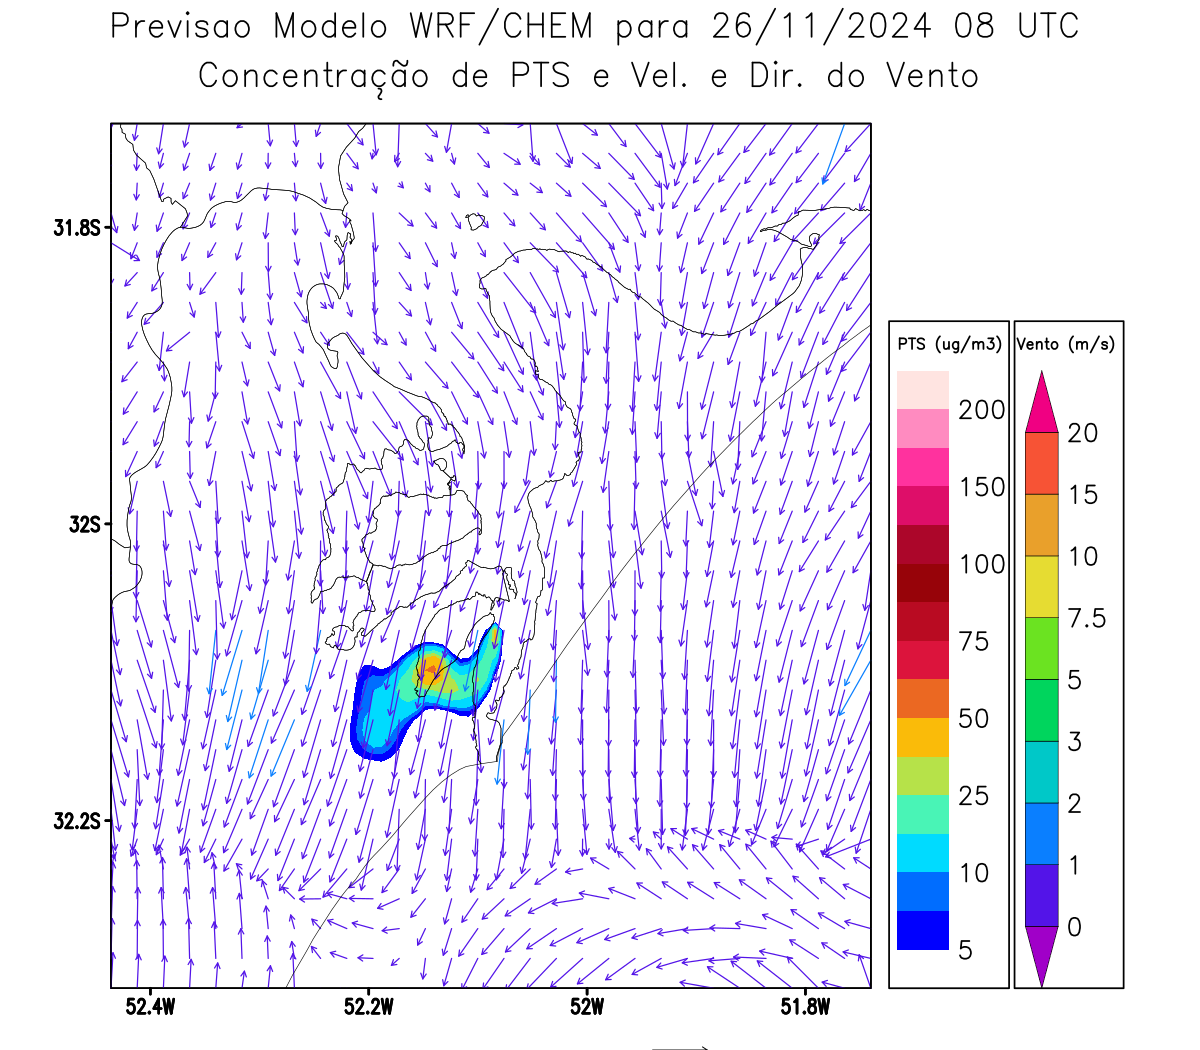 Previsao Modelo WRF/CHEM para 26/11/2024 08 UTC
Concentração de PTS e Vel. e Dir. do Vento
31.8S
32S
32.2S
52.4W
52.2W
52W
51.8W
PTS (ug/m3)
200
150
100
75
50
25
10
5
Vento (m/s)
20
15
10
7.5
5
3
2
1
0